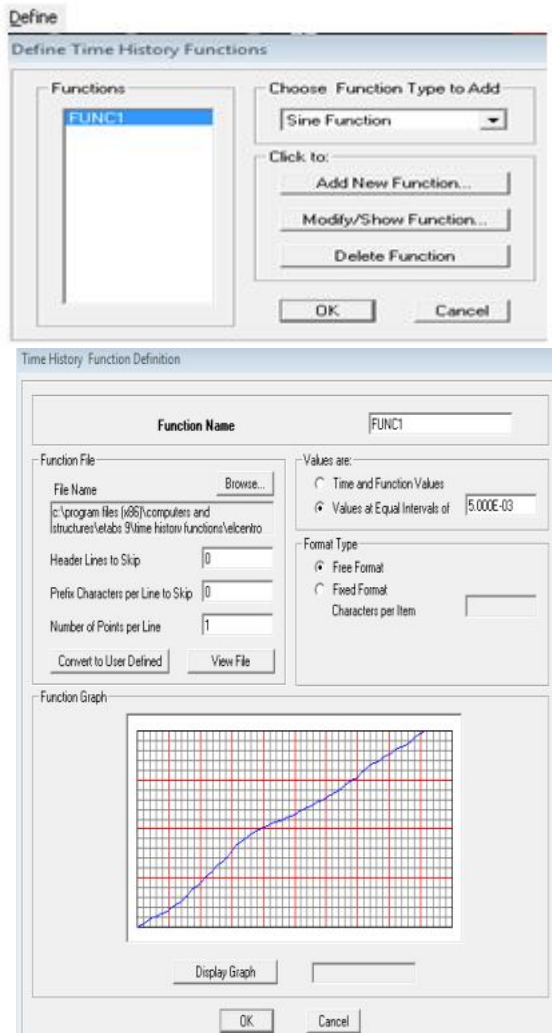 Define
Define Time History Functions
Functions
FUNC1
Choose Function Type to Add
Sine Function
Click to:
Add New Function...
Modify/Show Function...
Delete Function
OK
Cancel
Time History Function Definition
Function Name
FUNC1
Function File
File Name
Browse...
c:\program files (x86)\computers and
structures\etabs 9\time history functions\elcentro
Header Lines to Skip
0
Prefix Characters per Line to Skip
0
Number of Points per Line
1
Convert to User Defined
View File
Values are:
Time and Function Values
Values at Equal Intervals of
5.000E-03
Format Type
Free Format
Fixed Format
Characters per Item
Function Graph
Display Graph
OK
Cancel